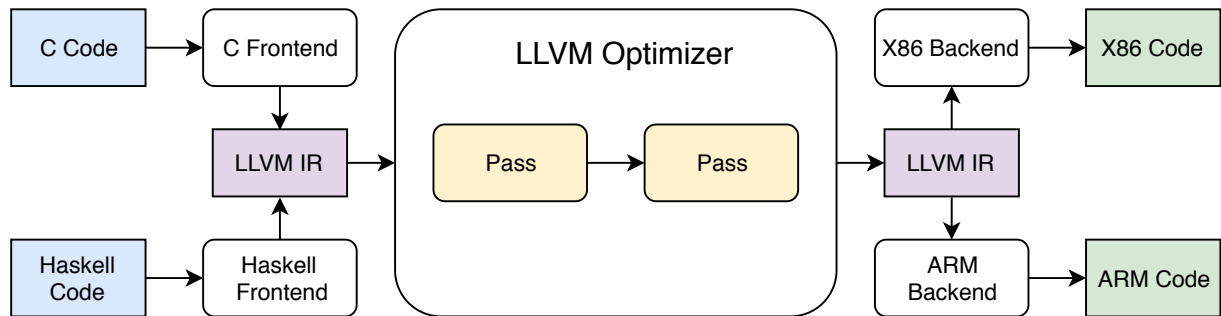 C Code
C Frontend
LLVM Optimizer
X86 Backend
X86 Code
LLVM IR
Pass
Pass
LLVM IR
Haskell
Code
Haskell
Frontend
ARM
Backend
ARM Code